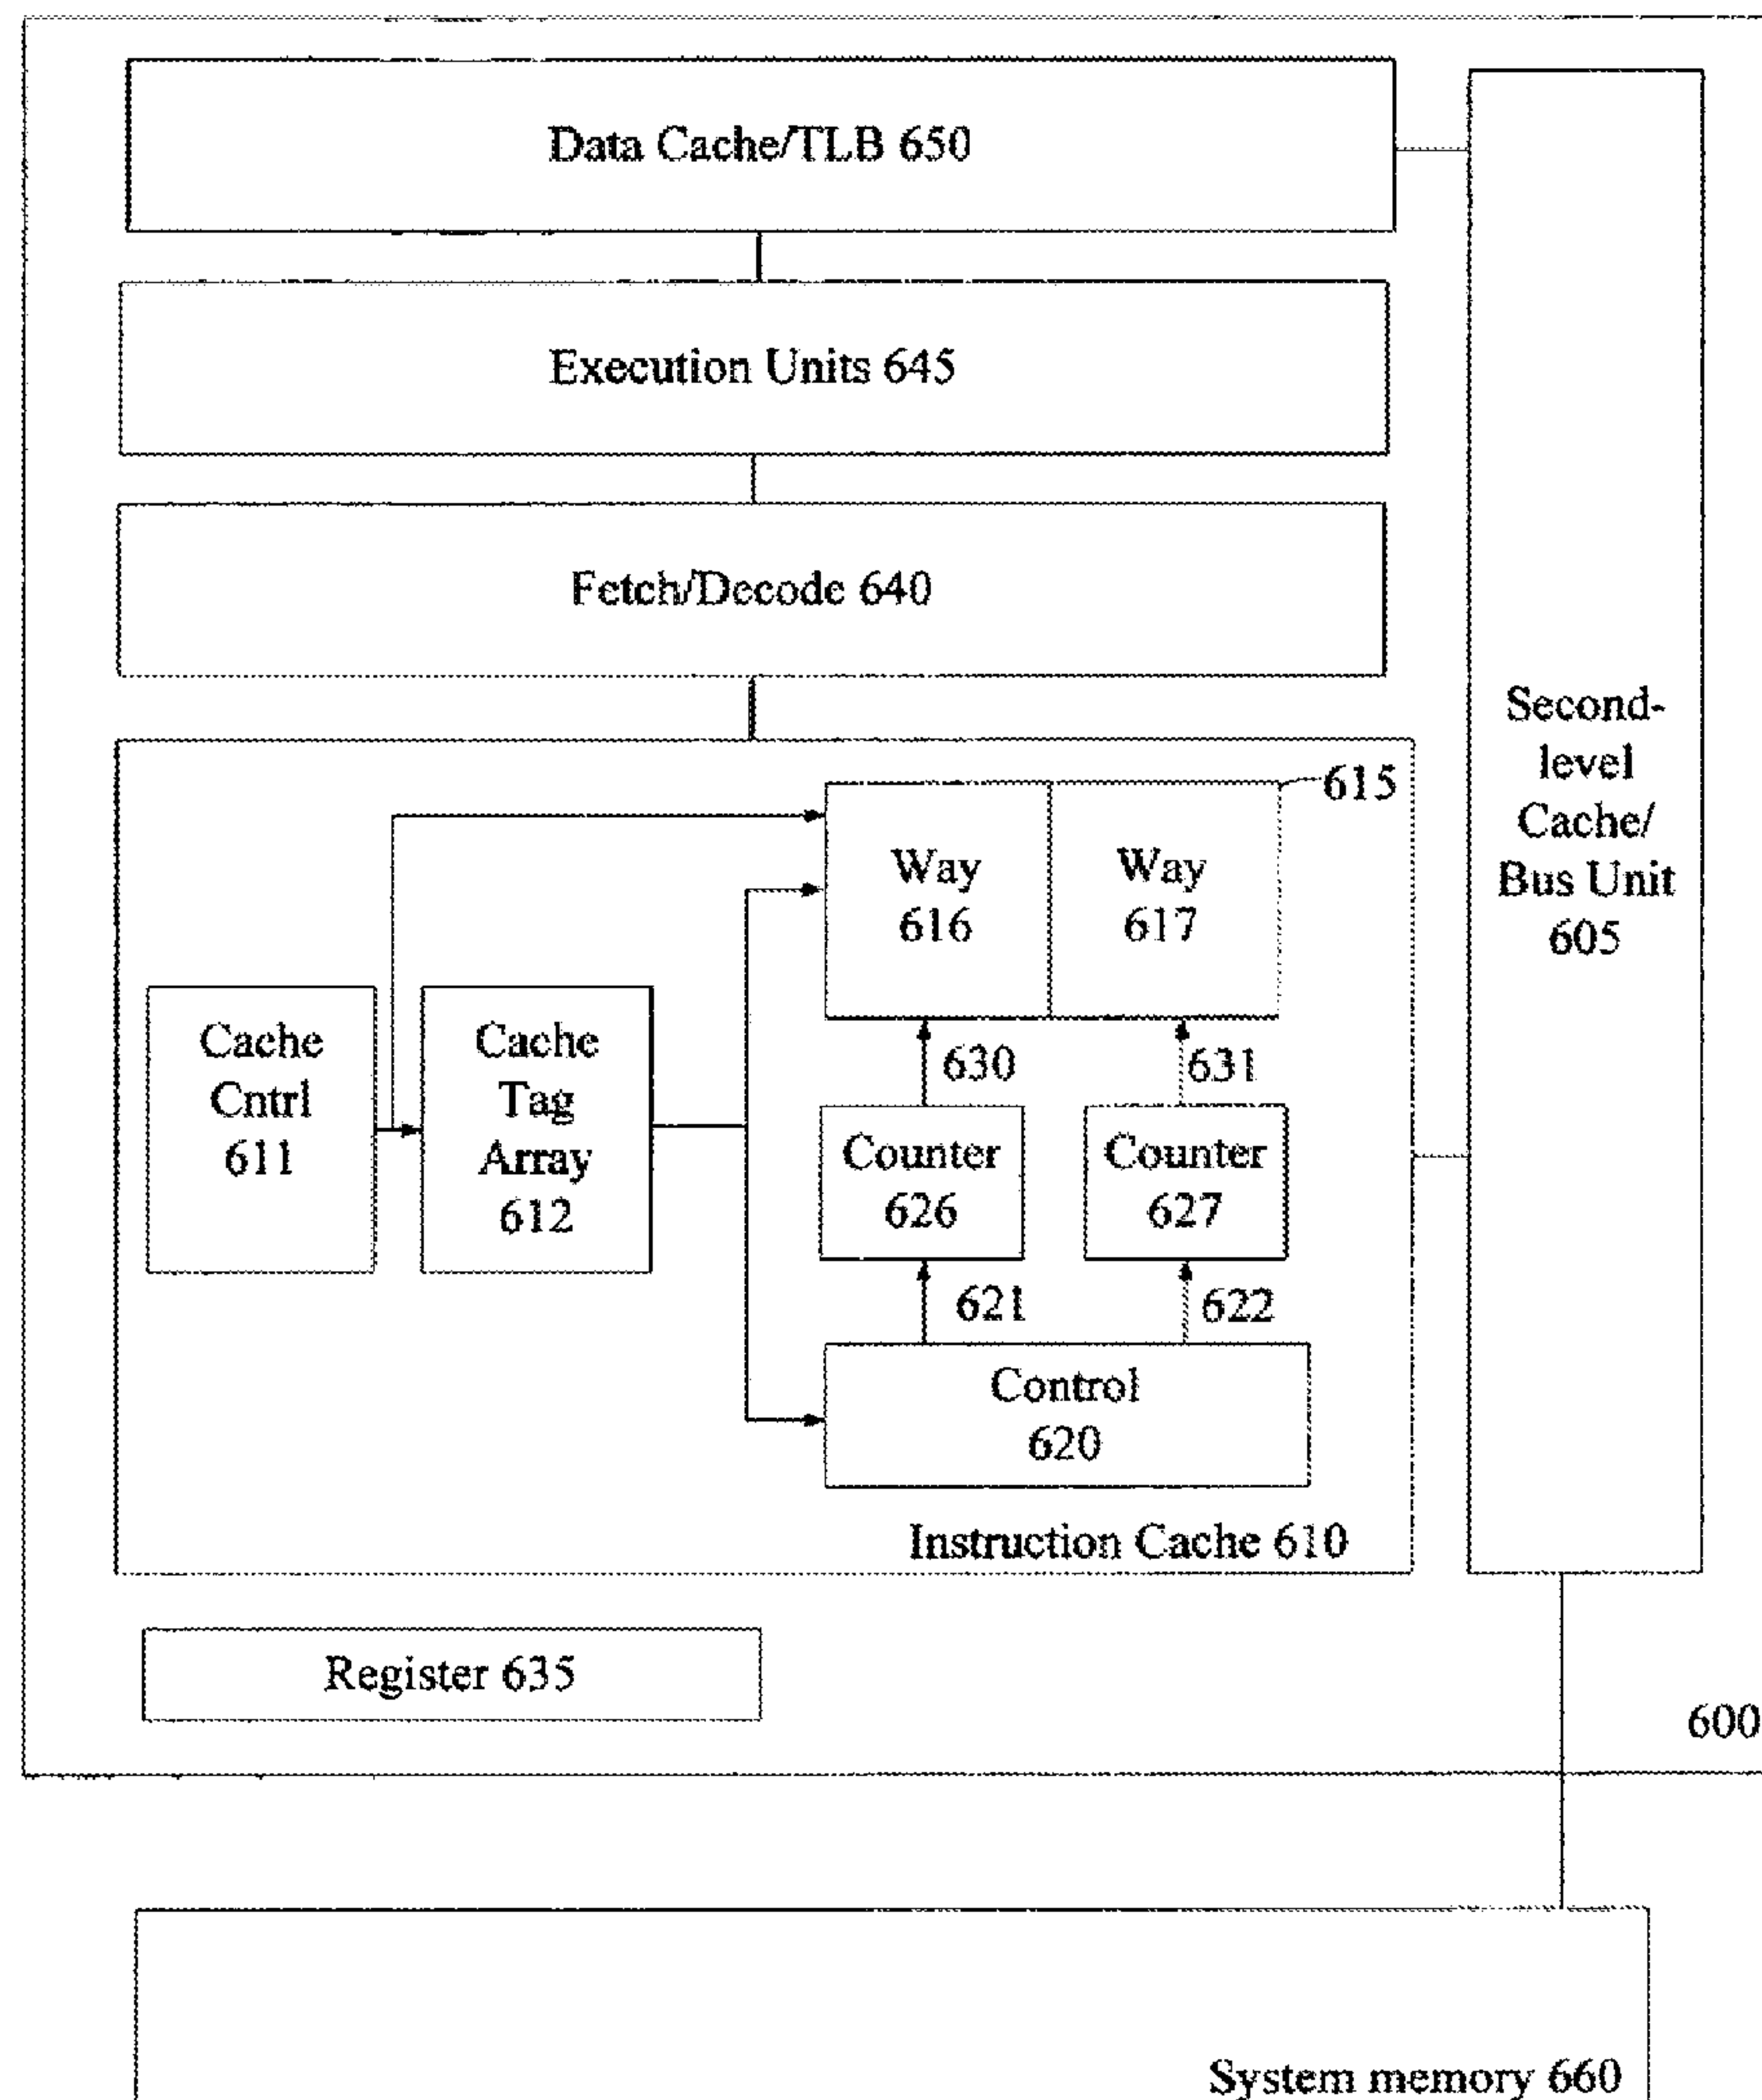 Data Cache/TLB 650
Execution Units 645
Fetch/Decode 640
Second-
level
Cache/
Bus Unit
605
615
Way
616
Way
617
Cache
Cntrl
611
Cache
Tag
Array
612
630
631
Counter
626
Counter
627
621
622
Control
620
Instruction Cache 610
Register 635
600
System memory 660